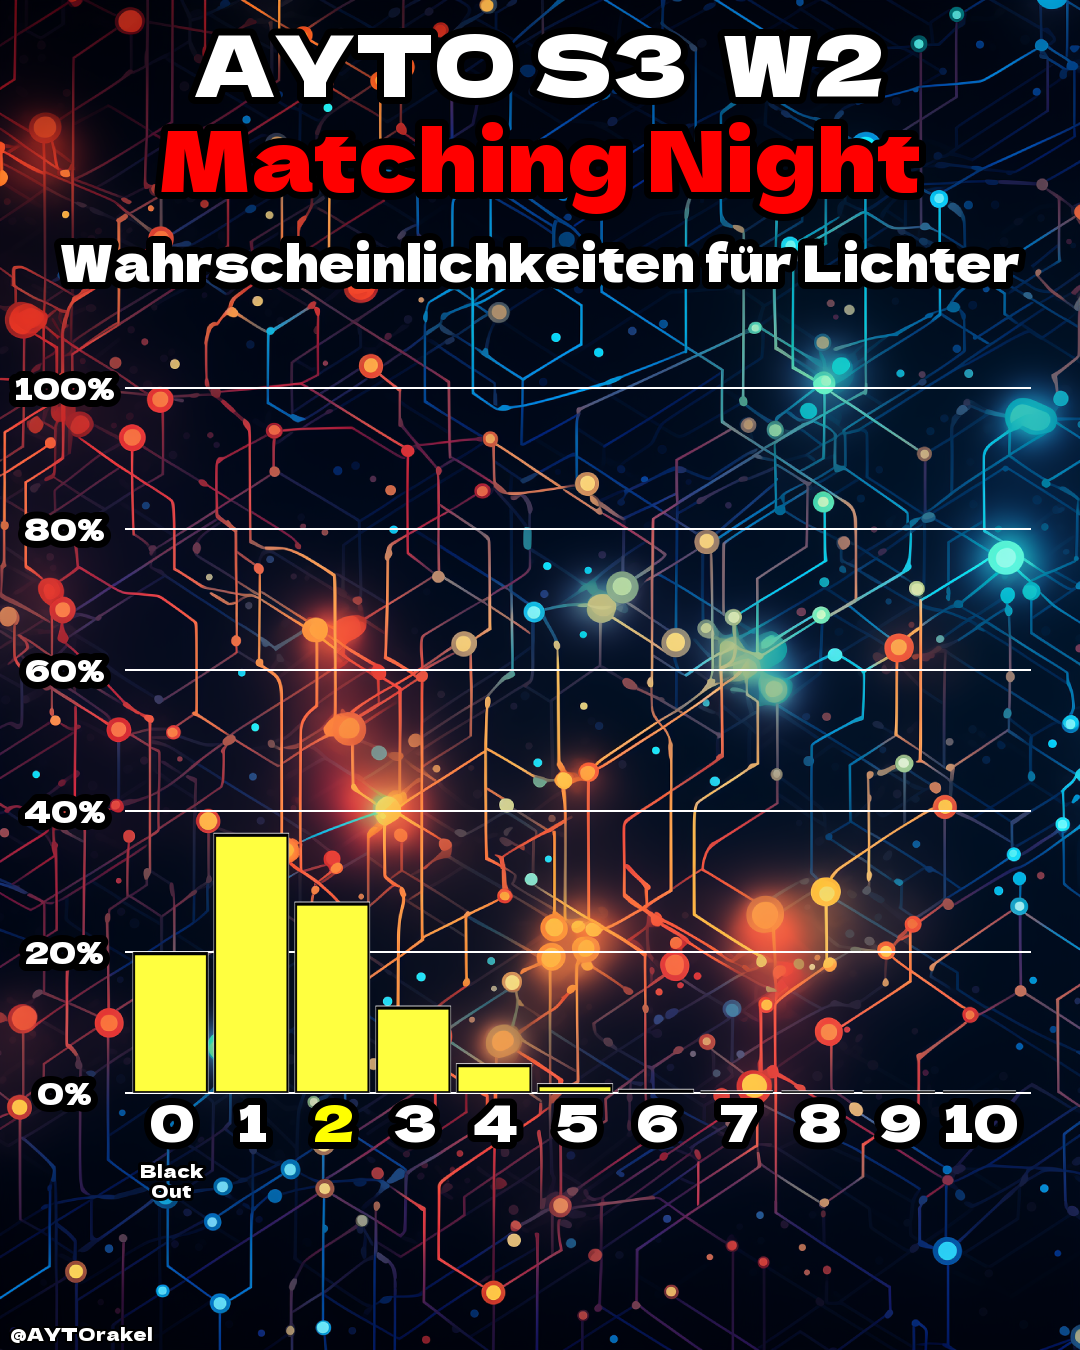 AYTO S3 W2
Matching Night
Wahrscheinlichkeiten für Lichter
100%
80%
60%
40%
20%
0%
0 1 2 3 4 5 6 7 8 9 10
Black
Out
@AYTOrakel